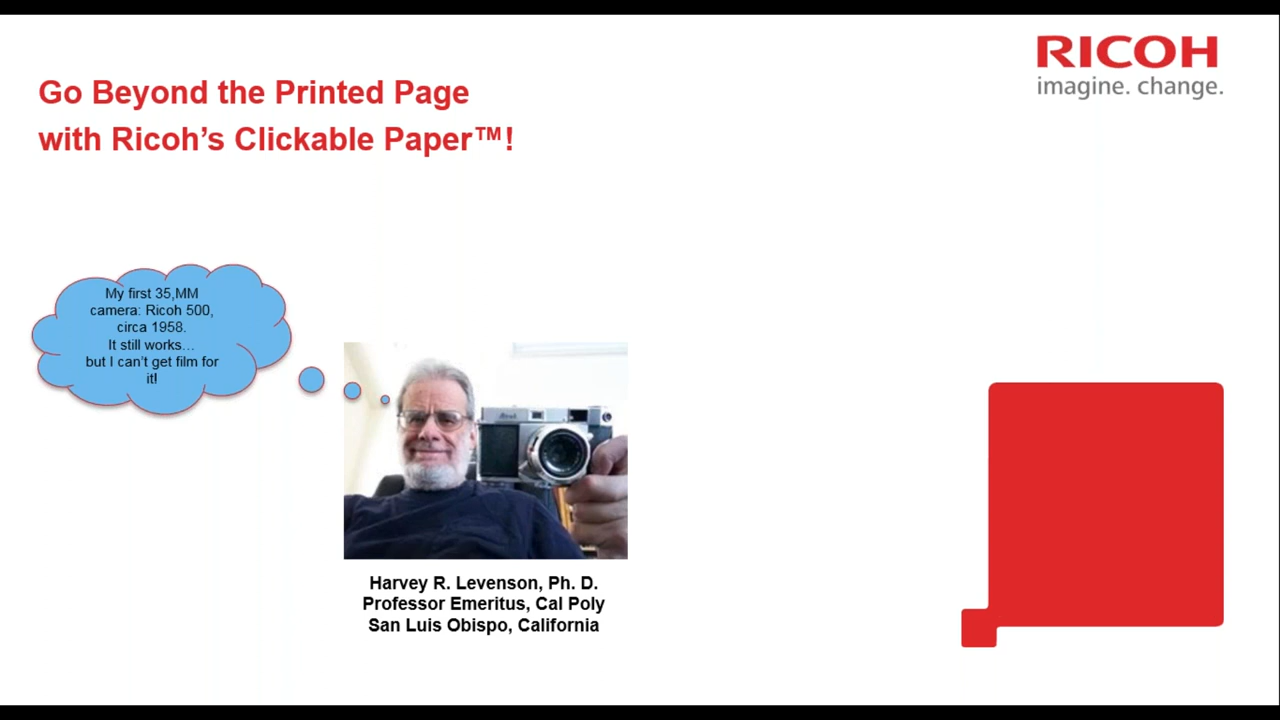 RICOH
imagine. change.
Go Beyond the Printed Page
with Ricoh’s Clickable Paper™!
My first 35,MM
camera: Ricoh 500,
circa 1958.
It still works...
but I can’t get film for
it!
Harvey R. Levenson, Ph. D.
Professor Emeritus, Cal Poly
San Luis Obispo, California